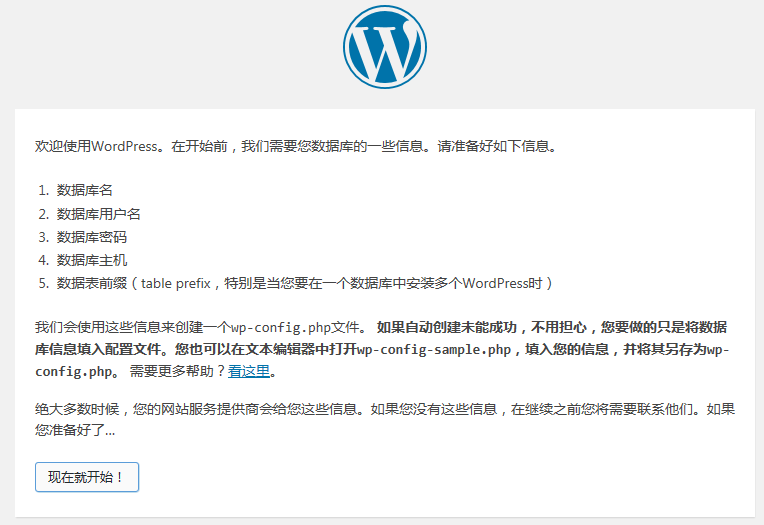 欢迎使用WordPress。在开始前，我们需要您数据库的一些信息。请准备好如下信息。
1. 数据库名
2. 数据库用户名
3. 数据库密码
4. 数据库主机
5. 数据表前缀（table prefix，特别是当您要在一个数据库中安装多个WordPress时）
我们会使用这些信息来创建一个wp-config.php文件。 如果自动创建未能成功，不用担心，您要做的只是将数据
库信息填入配置文件。您也可以在文本编辑器中打开wp-config-sample.php，填入您的信息，并将其另存为wp-
config.php。 需要更多帮助？看这里。
绝大多数时候，您的网站服务提供商会给您这些信息。如果您没有这些信息，在继续之前您将需要联系他们。如果
您准备好了…
现在就开始！